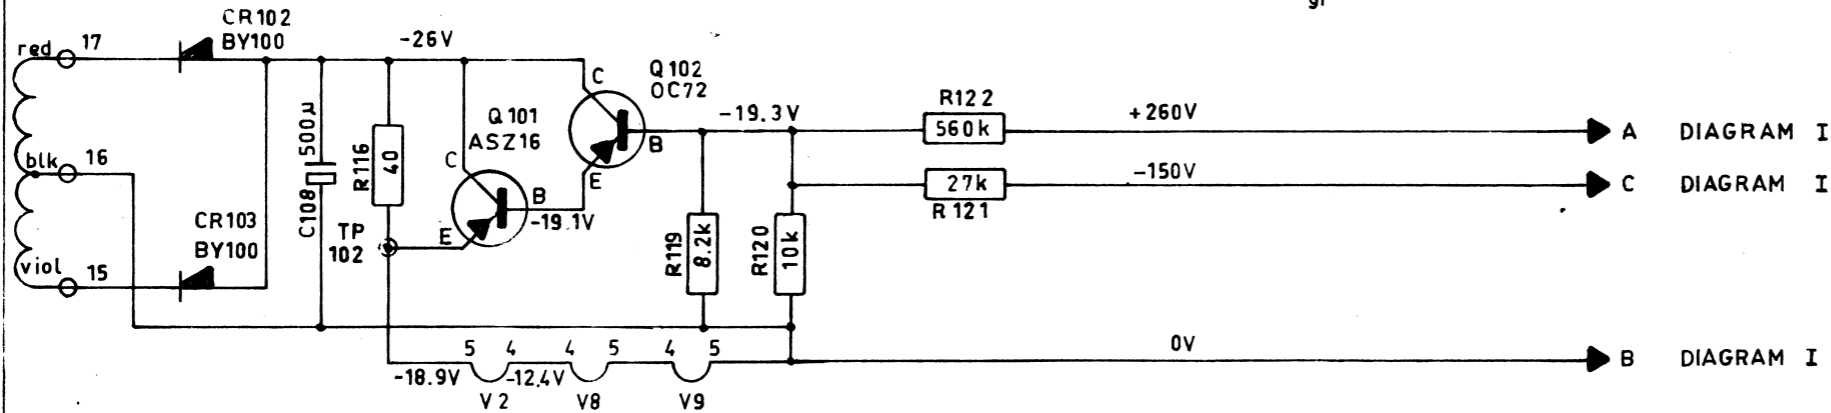 gr
CR102
BY100
red 17
-26V
C
Q102
OC72
B
E
-19.3V
R122
560k
+260V
A DIAGRAM I
500µ
C108
R116
40
Q101
ASZ16
C
B
E
-19.1V
blk 16
27k
R121
-150V
C DIAGRAM I
CR103
BY100
TP
102
R119
8.2k
R120
10k
viol 15
5 4 4 5 4 5
-18.9V -12.4V
V2 V8 V9
0V
B DIAGRAM I